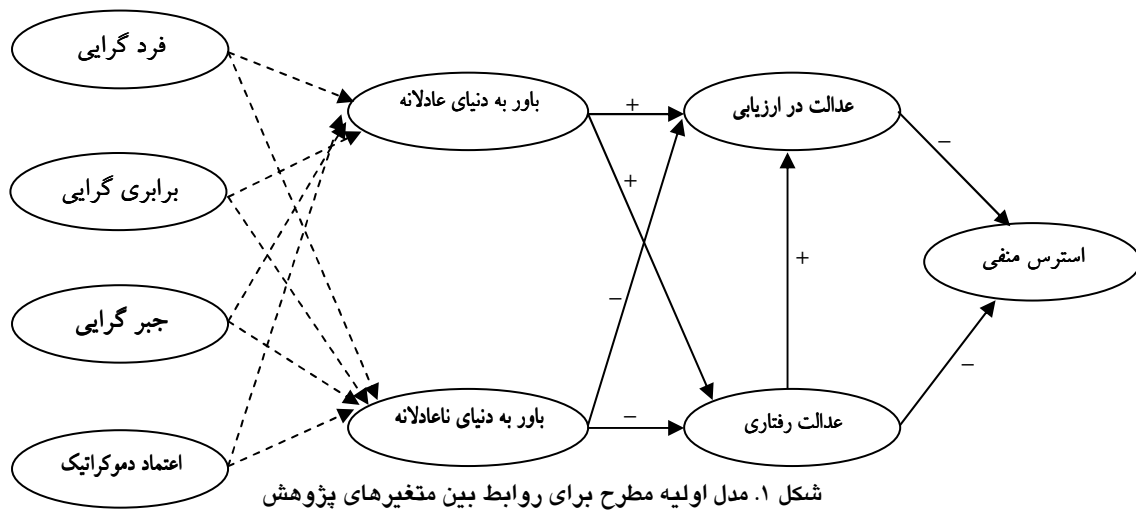 فرد گرایی
باور به دنیای عادلانه
عدالت در ارزیابی
+
–
+
برابری گرایی
استرس منفی
+
–
جبر گرایی
–
باور به دنیای ناعادلانه
–
عدالت رفتاری
اعتماد دموکراتیک
شکل ۱. مدل اولیه مطرح برای روابط بین متغیرهای پژوهش